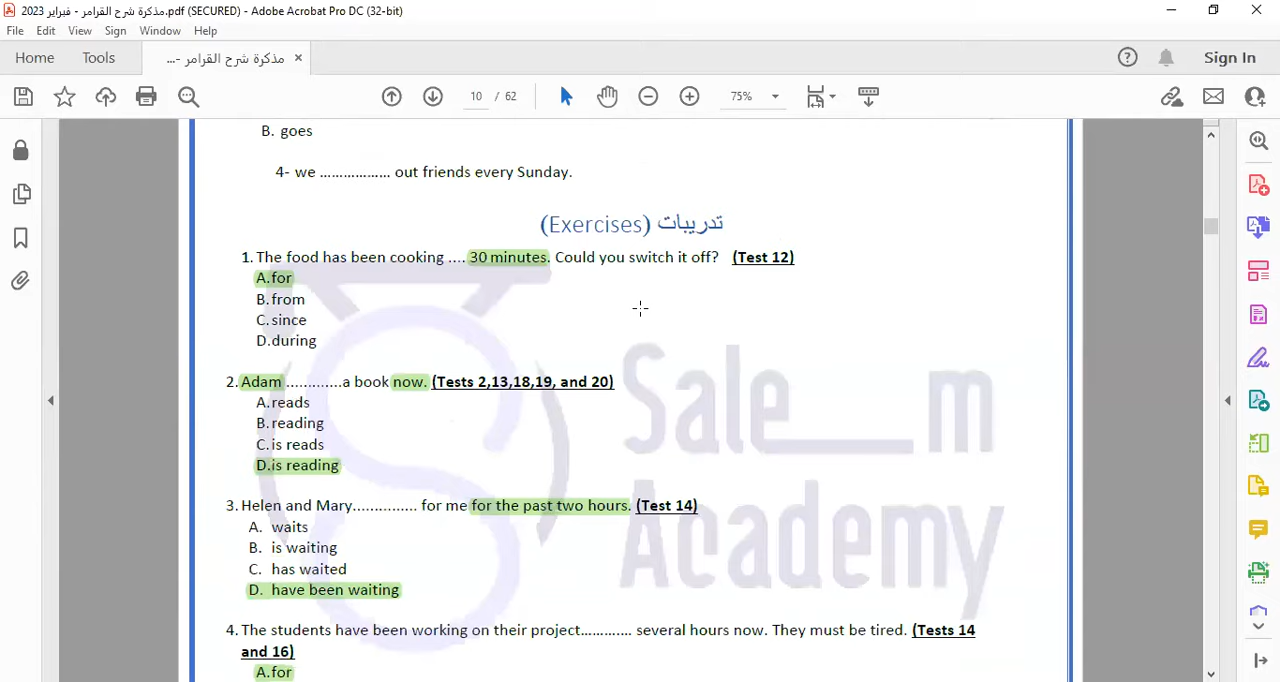 مذكرة شرح القرامر - فبراير 2023.pdf (SECURED) - Adobe Acrobat Pro DC (32-bit)
File Edit View Sign Window Help
Home Tools مذكرة شرح القرامر -... × Sign In
10 / 62 75%
B. goes
4- we .................. out friends every Sunday.
تدريبات (Exercises)
1. The food has been cooking .... 30 minutes. Could you switch it off? (Test 12)
A. for
B. from
C. since
D. during
2. Adam .............a book now. (Tests 2,13,18,19, and 20)
A. reads
B. reading
C. is reads
D. is reading
3. Helen and Mary............... for me for the past two hours. (Test 14)
A. waits
B. is waiting
C. has waited
D. have been waiting
4. The students have been working on their project............ several hours now. They must be tired. (Tests 14
and 16)
A. for
Sale__m
Academy